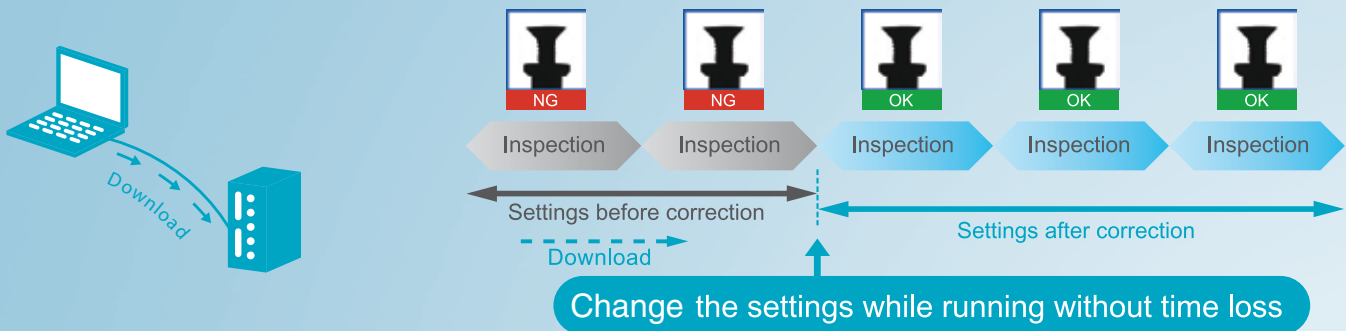 NG
NG
OK
OK
OK
Inspection
Inspection
Inspection
Inspection
Inspection
Download
Settings before correction
Settings after correction
Download
Change the settings while running without time loss